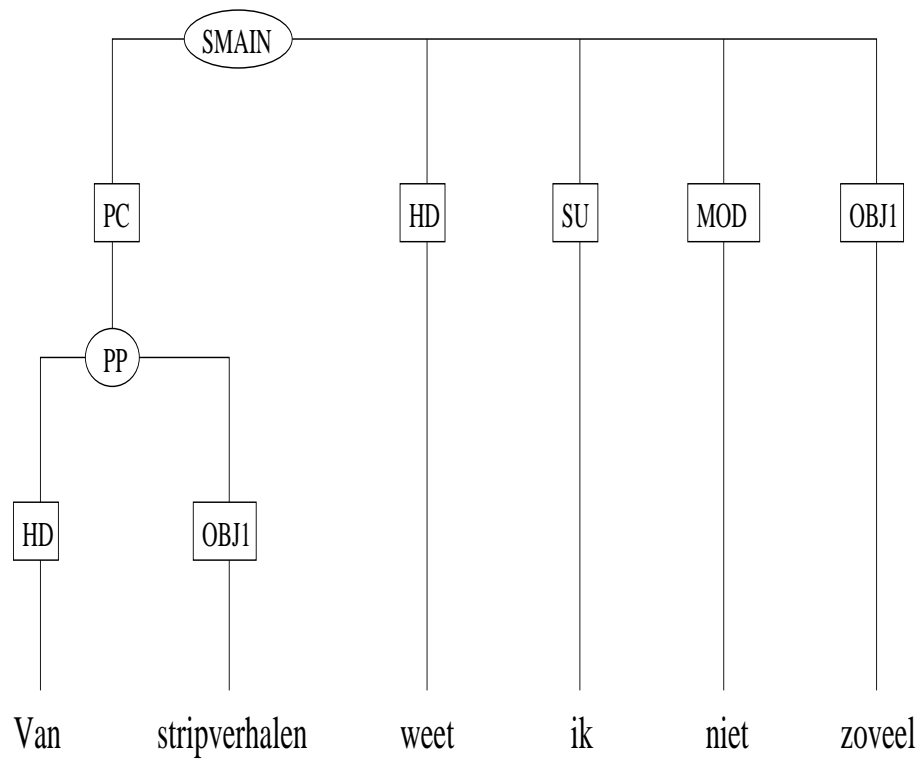 SMAIN
PC HD SU MOD OBJ1
PP
HD OBJ1
Van stripverhalen weet ik niet zoveel